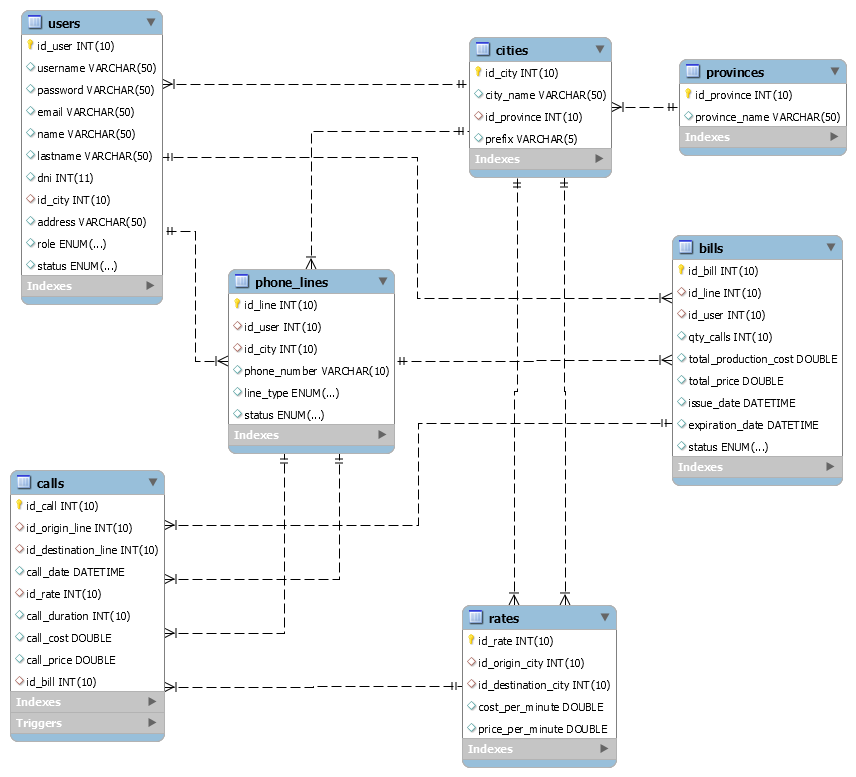 users
id_user INT(10)
username VARCHAR(50)
password VARCHAR(50)
email VARCHAR(50)
name VARCHAR(50)
lastname VARCHAR(50)
dni INT(11)
id_city INT(10)
address VARCHAR(50)
role ENUM(...)
status ENUM(...)
Indexes
cities
id_city INT(10)
city_name VARCHAR(50)
id_province INT(10)
prefix VARCHAR(5)
Indexes
provinces
id_province INT(10)
province_name VARCHAR(50)
Indexes
phone_lines
id_line INT(10)
id_user INT(10)
id_city INT(10)
phone_number VARCHAR(10)
line_type ENUM(...)
status ENUM(...)
Indexes
bills
id_bill INT(10)
id_line INT(10)
id_user INT(10)
qty_calls INT(10)
total_production_cost DOUBLE
total_price DOUBLE
issue_date DATETIME
expiration_date DATETIME
status ENUM(...)
Indexes
calls
id_call INT(10)
id_origin_line INT(10)
id_destination_line INT(10)
call_date DATETIME
id_rate INT(10)
call_duration INT(10)
call_cost DOUBLE
call_price DOUBLE
id_bill INT(10)
Indexes
Triggers
rates
id_rate INT(10)
id_origin_city INT(10)
id_destination_city INT(10)
cost_per_minute DOUBLE
price_per_minute DOUBLE
Indexes